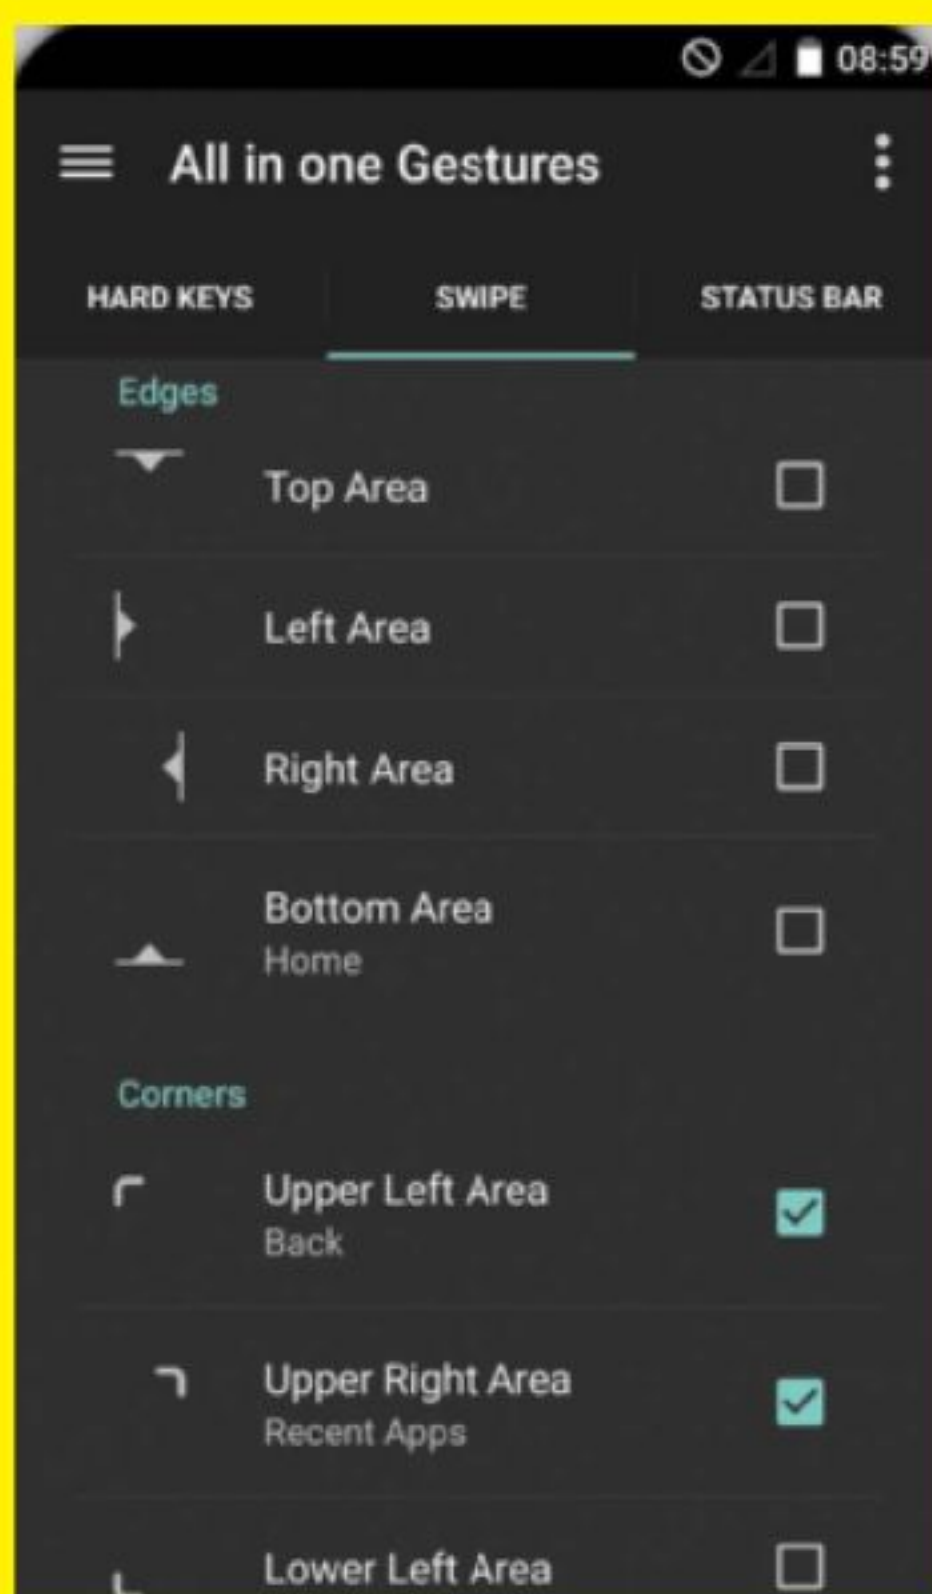 08:59
All in one Gestures
HARD KEYS SWIPE STATUS BAR
Edges
Top Area
Left Area
Right Area
Bottom Area
Home
Corners
Upper Left Area
Back
Upper Right Area
Recent Apps
Lower Left Area